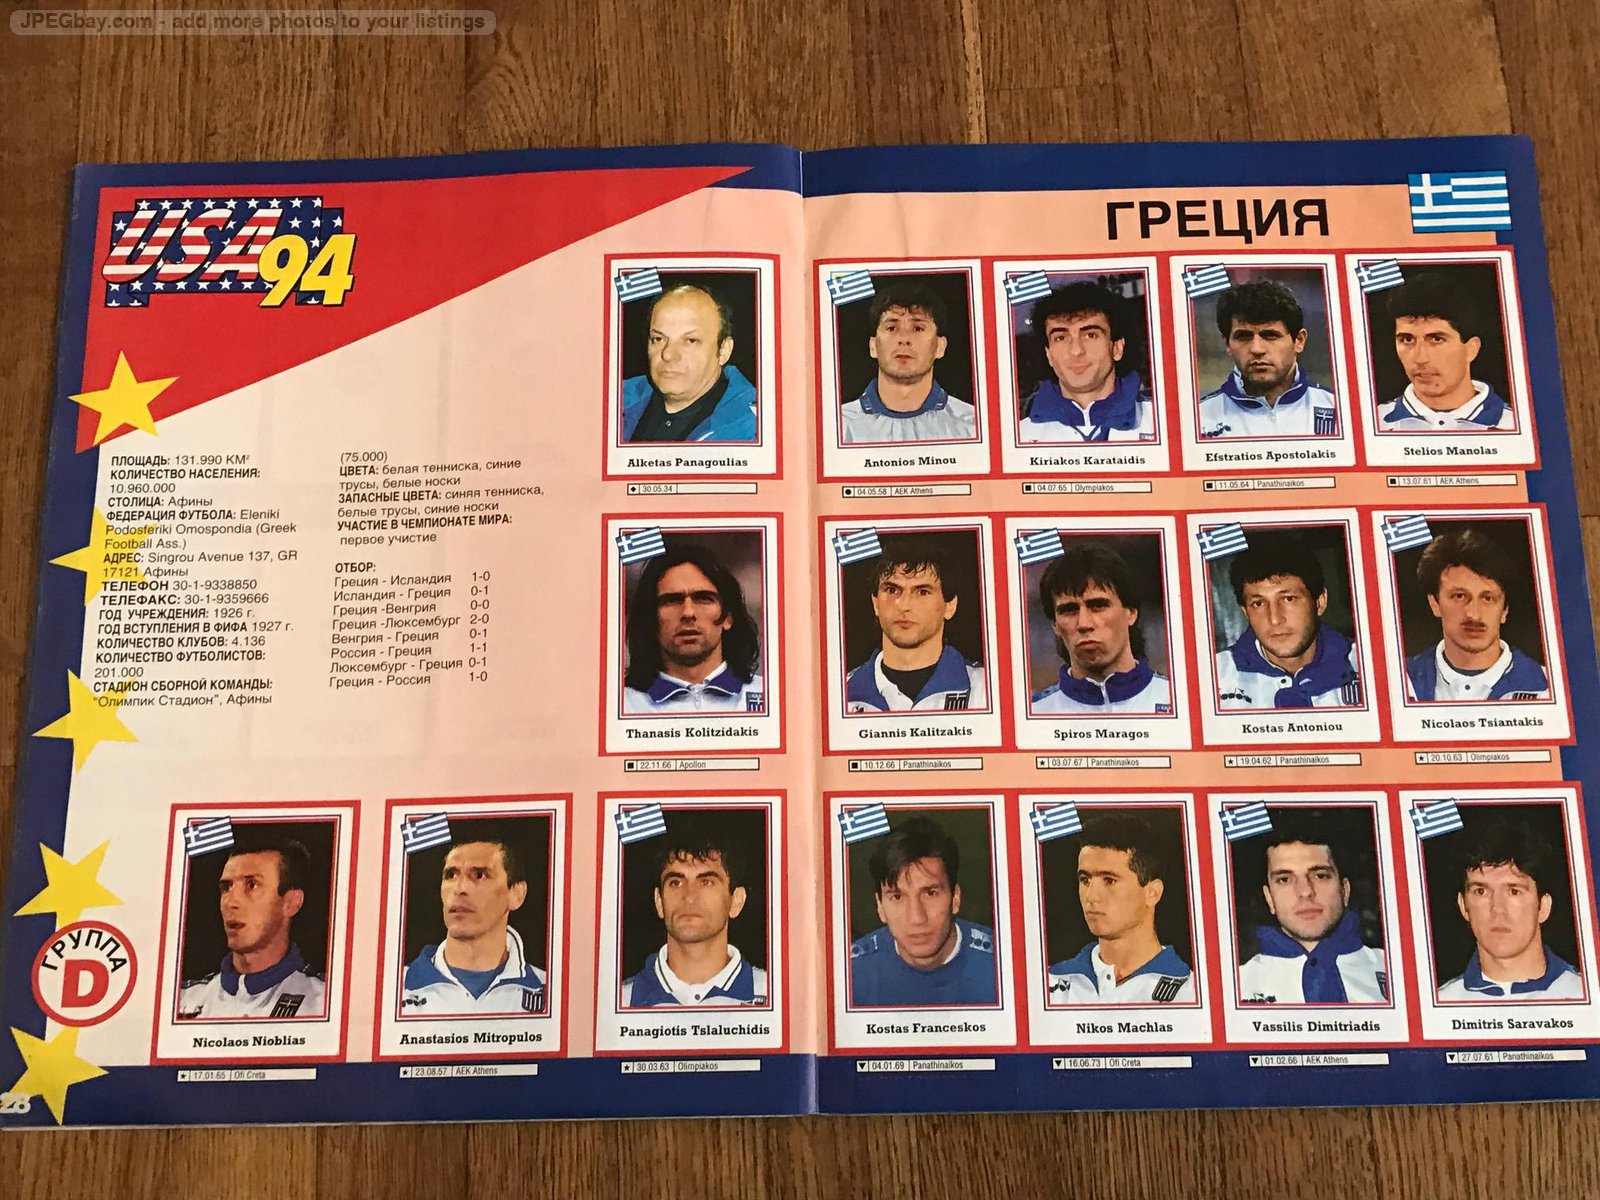 JPEGbay.com - add more photos to your listings
USA
94
ГРЕЦИЯ
ПЛОЩАДЬ: 131.990 КМ²
КОЛИЧЕСТВО НАСЕЛЕНИЯ:
10.960.000
СТОЛИЦА: Афины
ФЕДЕРАЦИЯ ФУТБОЛА: Eleniki
Podosferiki Omospondia (Greek
Football Ass.)
АДРЕС: Singrou Avenue 137, GR
17121 Афины
ТЕЛЕФОН 30-1-9338850
ТЕЛЕФАКС: 30-1-9359666
ГОД УЧРЕЖДЕНИЯ: 1926 г.
ГОД ВСТУПЛЕНИЯ В ФИФА 1927 г.
КОЛИЧЕСТВО КЛУБОВ: 4.136
КОЛИЧЕСТВО ФУТБОЛИСТОВ:
201.000
СТАДИОН СБОРНОЙ КОМАНДЫ:
"Олимпик Стадион", Афины
(75.000)
ЦВЕТА: белая тенниска, синие
трусы, белые носки
ЗАПАСНЫЕ ЦВЕТА: синяя тенниска,
белые трусы, синие носки
УЧАСТИЕ В ЧЕМПИОНАТЕ МИРА:
первое учистие
ОТБОР:
Греция - Исландия 1-0
Исландия - Греция 0-1
Греция -Венгрия 0-0
Греция -Люксембург 2-0
Венгрия - Греция 0-1
Россия - Греция 1-1
Люксембург - Греция 0-1
Греция - Россия 1-0
Alketas Panagoulias
30.05.34
Antonios Minou
04.05.58 AEK Athens
Kiriakos Karataidis
04.07.65 Olympiakos
Efstratios Apostolakis
11.05.64 Panathinaikos
Stelios Manolas
13.07.61 AEK Athens
Thanasis Kolitzidakis
22.11.66 Apollon
Giannis Kalitzakis
10.12.66 Panathinaikos
Spiros Maragos
03.07.67 Panathinaikos
Kostas Antoniou
19.04.62 Panathinaikos
Nicolaos Tsiantakis
20.10.63 Olimpiakos
Nicolaos Nioblias
17.01.65 Ofi Creta
Anastasios Mitropulos
23.08.57 AEK Athens
Panagiotis Tslaluchidis
30.03.63 Olimpiakos
Kostas Franceskos
04.01.69 Panathinaikos
Nikos Machlas
16.06.73 Ofi Creta
Vassilis Dimitriadis
01.02.66 AEK Athens
Dimitris Saravakos
27.07.61 Panathinaikos
ГРУППА
D
28